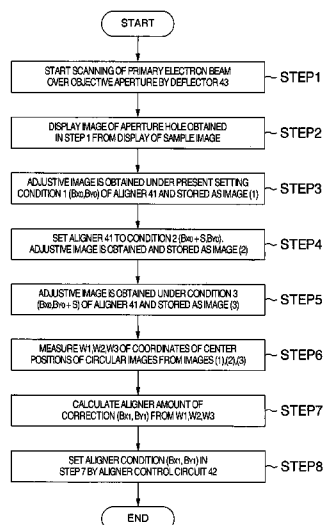 START
START SCANNING OF PRIMARY ELECTRON BEAM
OVER OBJECTIVE APERTURE BY DEFLECTOR 43
STEP1
DISPLAY IMAGE OF APERTURE HOLE OBTAINED
IN STEP 1 FROM DISPLAY OF SAMPLE IMAGE
STEP2
ADJUSTIVE IMAGE IS OBTAINED UNDER PRESENT SETTING
CONDITION 1 (BX0,BY0) OF ALIGNER 41 AND STORED AS IMAGE (1)
STEP3
SET ALIGNER 41 TO CONDITION 2 (BX0+S,BY0).
ADJUSTIVE IMAGE IS OBTAINED AND STORED AS IMAGE (2)
STEP4
ADJUSTIVE IMAGE IS OBTAINED UNDER CONDITION 3
(BX0,BY0+S) OF ALIGNER 41 AND STORED AS IMAGE (3)
STEP5
MEASURE W1,W2,W3 OF COORDINATES OF CENTER
POSITIONS OF CIRCULAR IMAGES FROM IMAGES (1),(2),(3)
STEP6
CALCULATE ALIGNER AMOUNT OF
CORRECTION (BX1, BY1) FROM W1,W2,W3
STEP7
SET ALIGNER CONDITION (BX1, BY1) IN
STEP 7 BY ALIGNER CONTROL CIRCUIT 42
STEP8
END